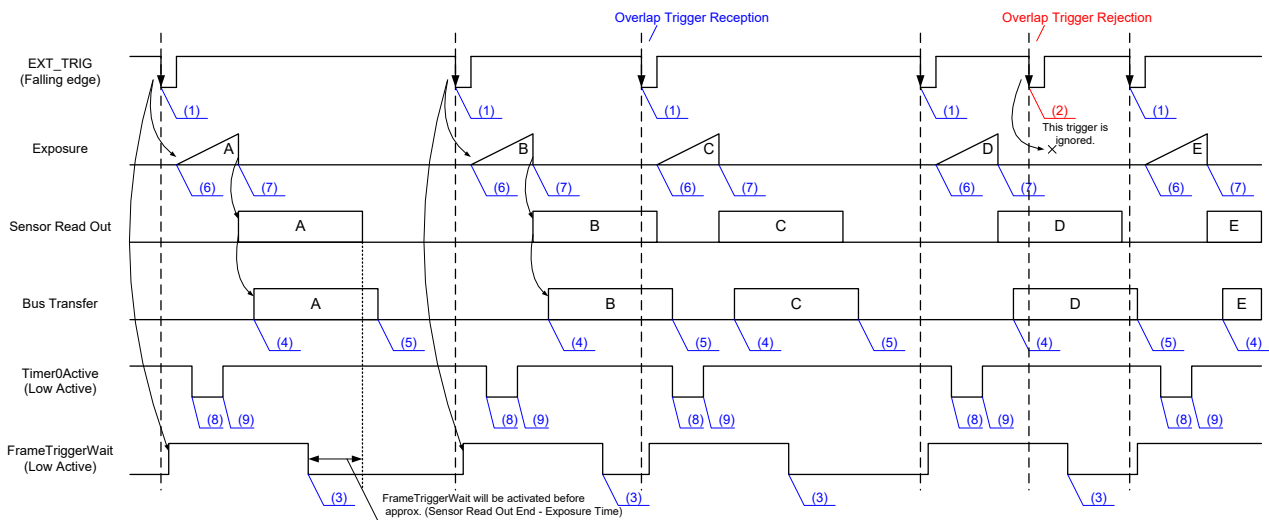 Overlap Trigger Reception
Overlap Trigger Rejection
EXT_TRIG
(Falling edge)
(1)
(1)
(1)
(1)
(2)
(1)
This trigger is
ignored.
Exposure
A
B
C
D
E
(6)
(7)
(6)
(7)
(6)
(7)
(6)
(7)
(6)
(7)
Sensor Read Out
A
B
C
D
E
Bus Transfer
A
B
C
D
E
(4)
(5)
(4)
(5)
(4)
(5)
(4)
(5)
(4)
Timer0Active
(Low Active)
(8)
(9)
(8)
(9)
(8)
(9)
(8)
(9)
(8)
(9)
FrameTriggerWait
(Low Active)
(3)
(3)
(3)
(3)
FrameTriggerWait will be activated before
approx. (Sensor Read Out End - Exposure Time)